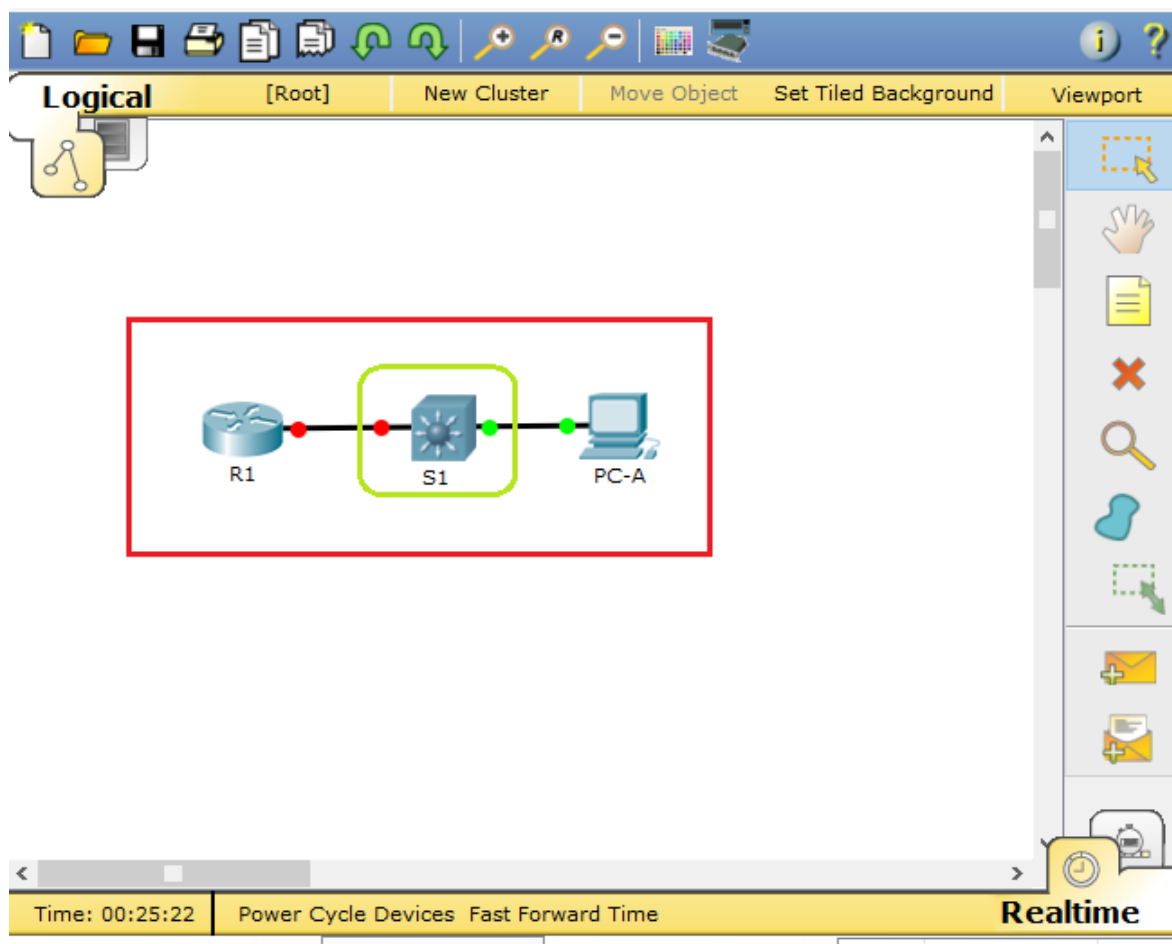 Logical [Root] New Cluster Move Object Set Tiled Background Viewport
R1 S1 PC-A
Time: 00:25:22 Power Cycle Devices Fast Forward Time Realtime